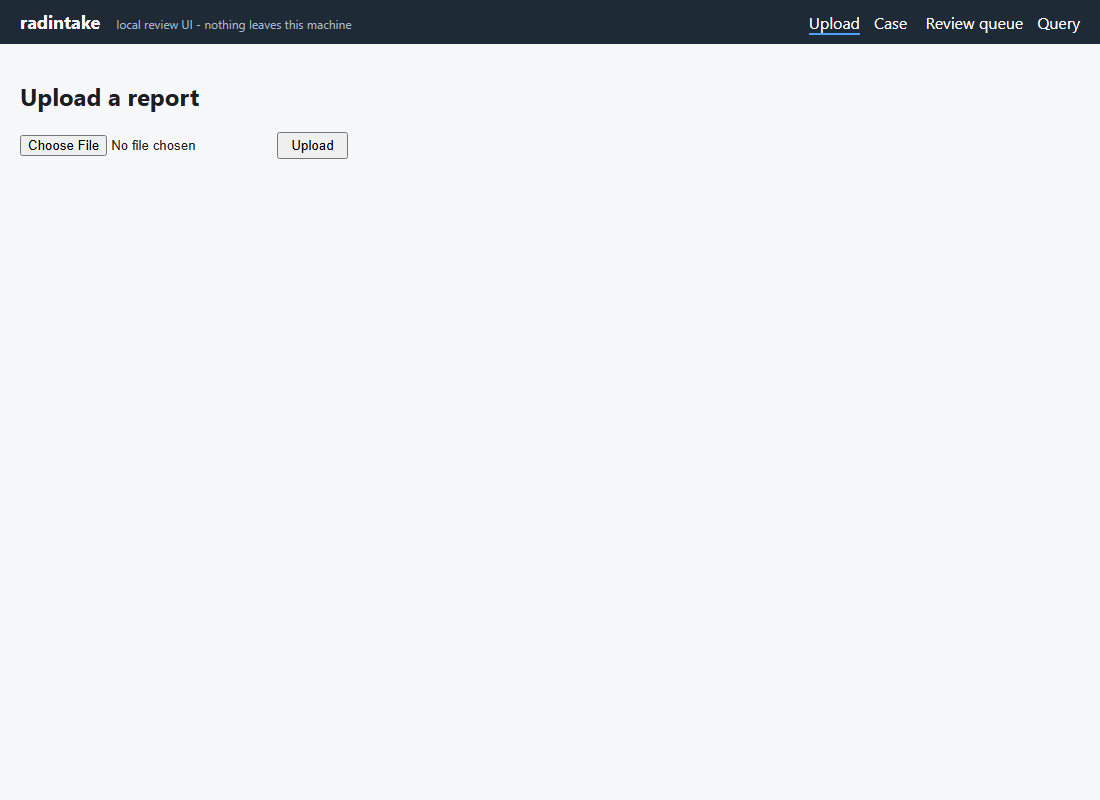 radintake local review UI - nothing leaves this machine Upload Case Review queue Query
Upload a report
Choose File No file chosen Upload